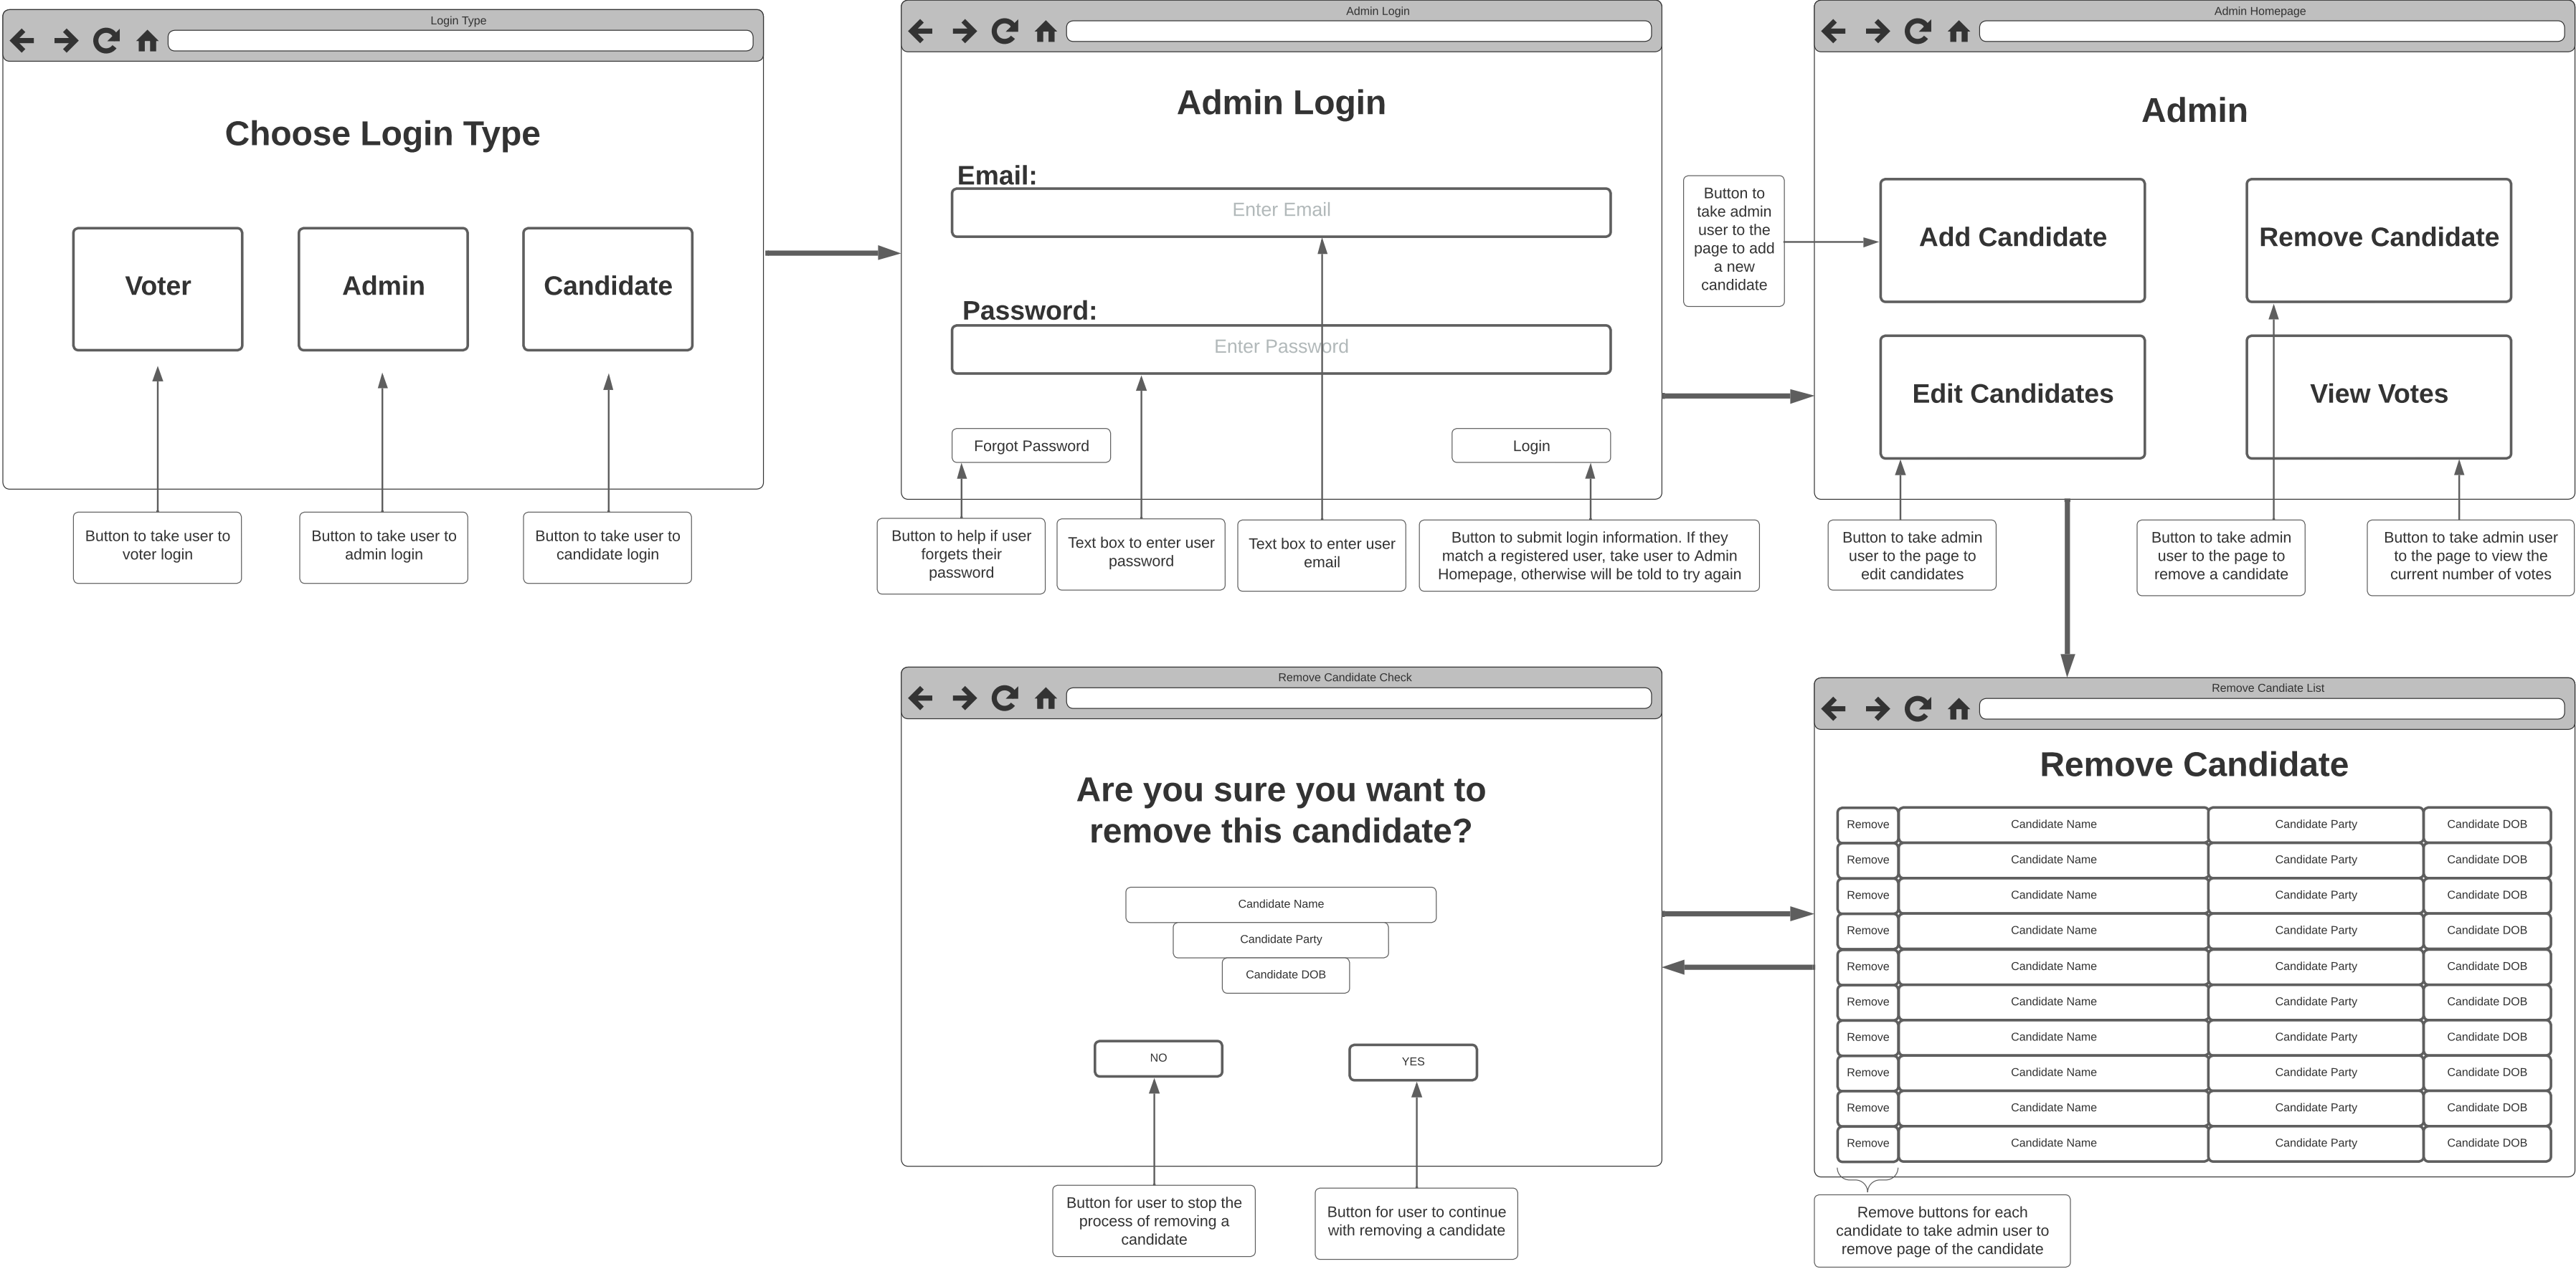 Login Type
Choose Login Type
Voter
Admin
Candidate
Button to take user to
voter login
Button to take user to
admin login
Button to take user to
candidate login
Admin Login
Admin Login
Email:
Enter Email
Password:
Enter Password
Forgot Password
Login
Button to help if user
forgets their
password
Text box to enter user
password
Text box to enter user
email
Button to submit login information. If they
match a registered user, take user to Admin
Homepage, otherwise will be told to try again
Admin Homepage
Admin
Button to
take admin
user to the
page to add
a new
candidate
Add Candidate
Remove Candidate
Edit Candidates
View Votes
Button to take admin
user to the page to
edit candidates
Button to take admin
user to the page to
remove a candidate
Button to take admin user
to the page to view the
current number of votes
Remove Candidate Check
Are you sure you want to
remove this candidate?
Candidate Name
Candidate Party
Candidate DOB
NO
YES
Button for user to stop the
process of removing a
candidate
Button for user to continue
with removing a candidate
Remove Candiate List
Remove Candidate
Remove Candidate Name Candidate Party Candidate DOB
Remove Candidate Name Candidate Party Candidate DOB
Remove Candidate Name Candidate Party Candidate DOB
Remove Candidate Name Candidate Party Candidate DOB
Remove Candidate Name Candidate Party Candidate DOB
Remove Candidate Name Candidate Party Candidate DOB
Remove Candidate Name Candidate Party Candidate DOB
Remove Candidate Name Candidate Party Candidate DOB
Remove Candidate Name Candidate Party Candidate DOB
Remove Candidate Name Candidate Party Candidate DOB
Remove buttons for each
candidate to take admin user to
remove page of the candidate